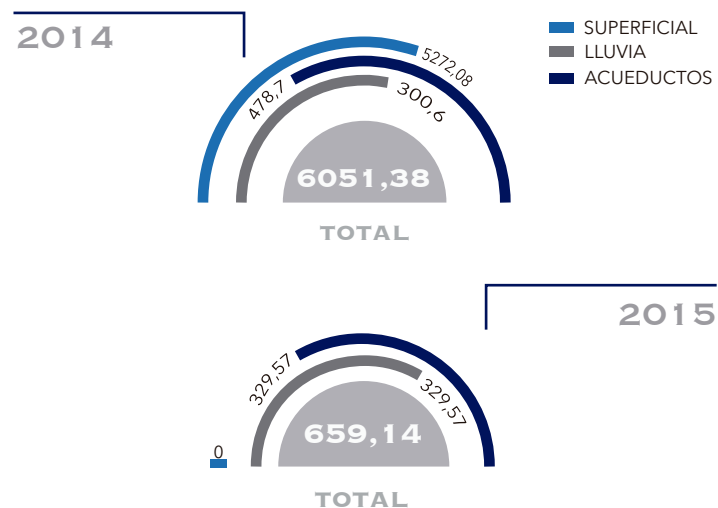 2014
SUPERFICIAL
LLUVIA
ACUEDUCTOS
5272,08
478,7
300,6
6051,38
TOTAL
2015
329,57
329,57
0
659,14
TOTAL